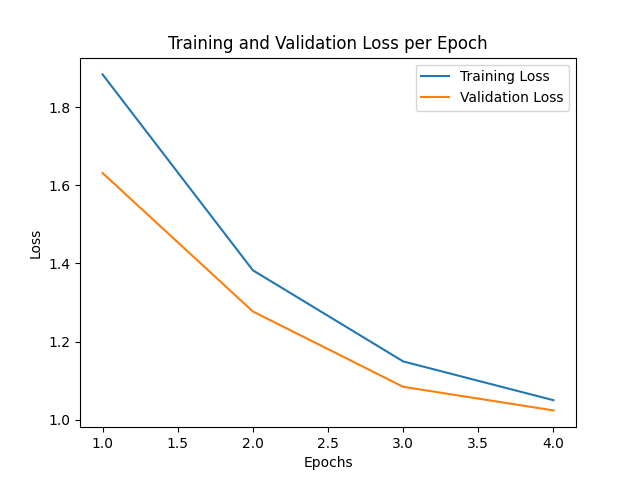 Training and Validation Loss per Epoch
Training Loss
Validation Loss
1.8
1.6
1.4
1.2
1.0
Loss
1.0 1.5 2.0 2.5 3.0 3.5 4.0
Epochs